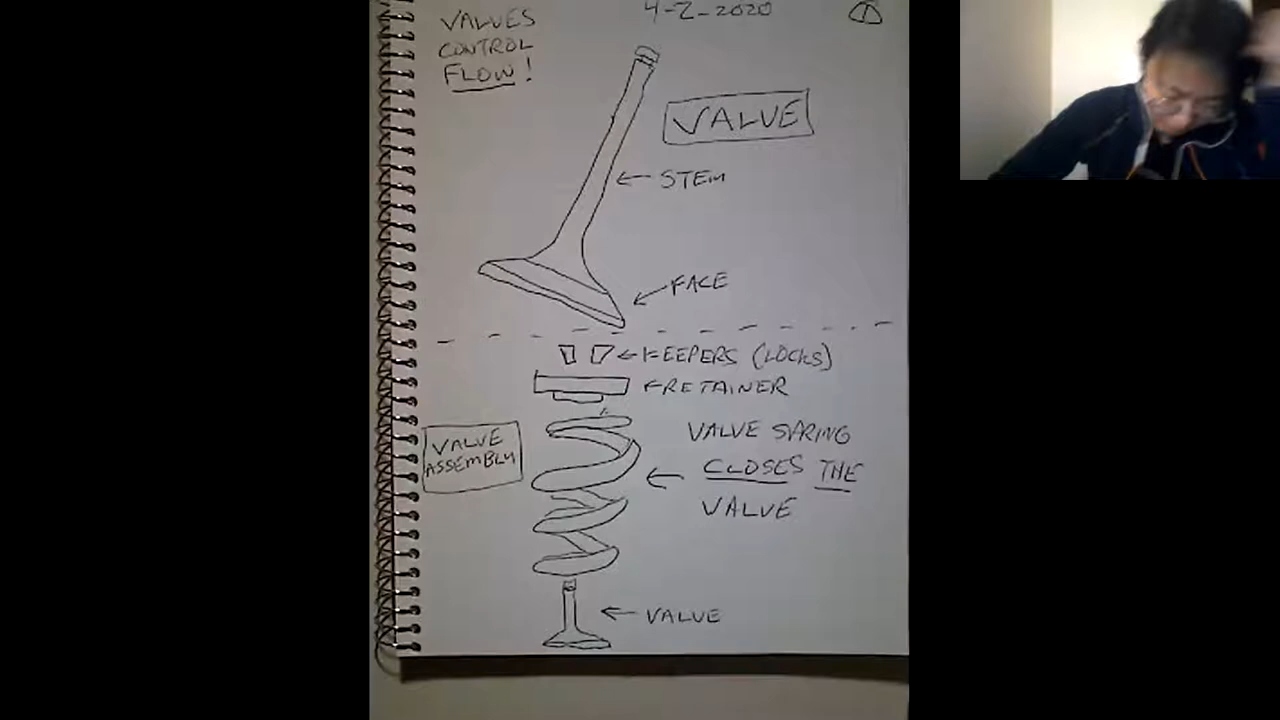 VALVES
CONTROL
FLOW!
4-2-2020
1
VALVE
STEM
FACE
KEEPERS (LOCKS)
RETAINER
VALVE
ASSEMBLY
VALVE SPRING
CLOSES THE
VALVE
VALVE